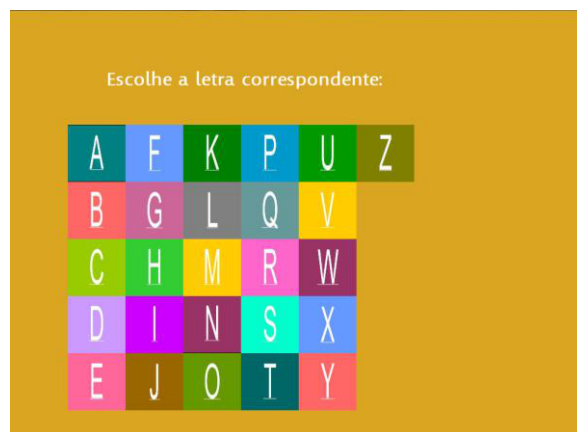 Escolhe a letra correspondente:
A F K P U Z
B G L Q V
C H M R W
D I N S X
E J O T Y